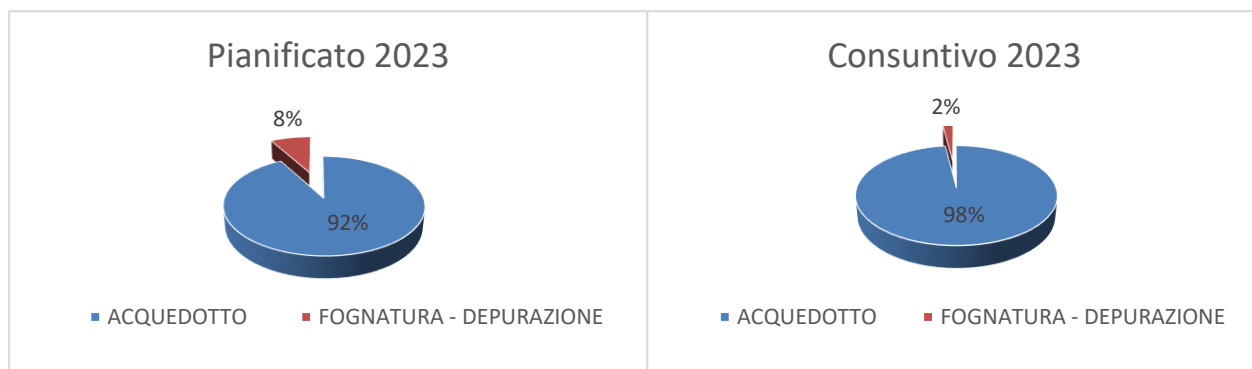 Pianificato 2023
8%
92%
ACQUEDOTTO
FOGNATURA - DEPURAZIONE
Consuntivo 2023
2%
98%
ACQUEDOTTO
FOGNATURA - DEPURAZIONE